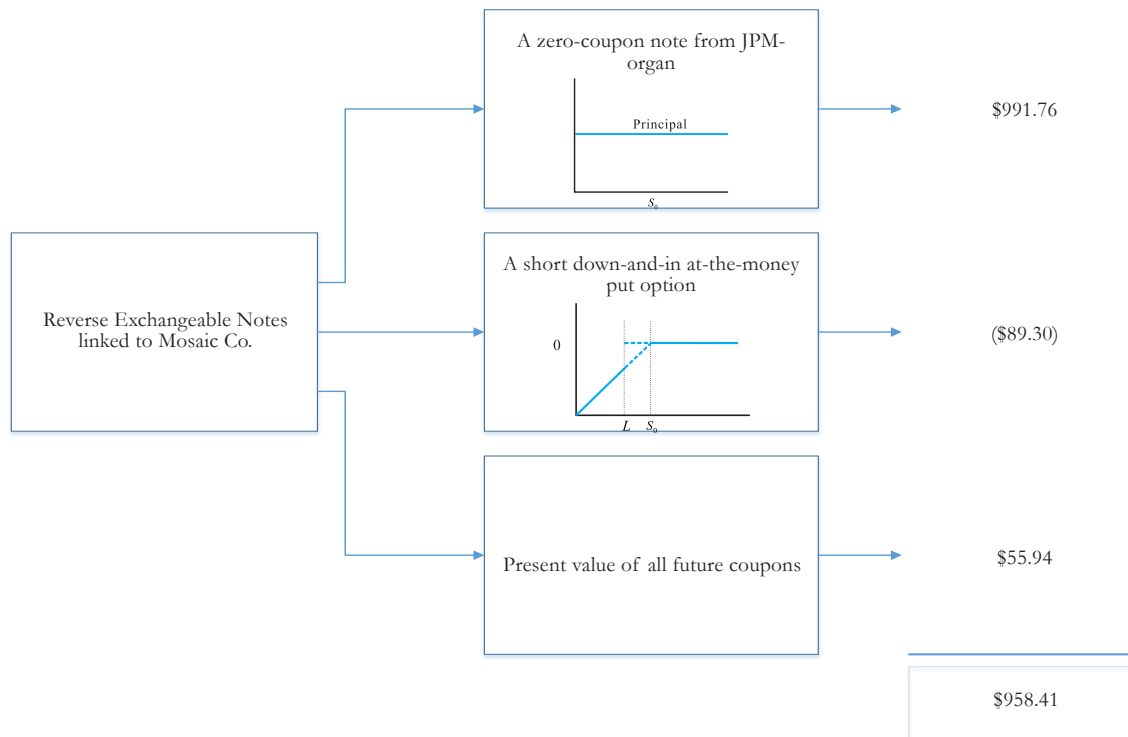 A zero-coupon note from JPM-
organ
Principal
S₀
$991.76
Reverse Exchangeable Notes
linked to Mosaic Co.
A short down-and-in at-the-money
put option
0
L S₀
($89.30)
Present value of all future coupons
$55.94
$958.41